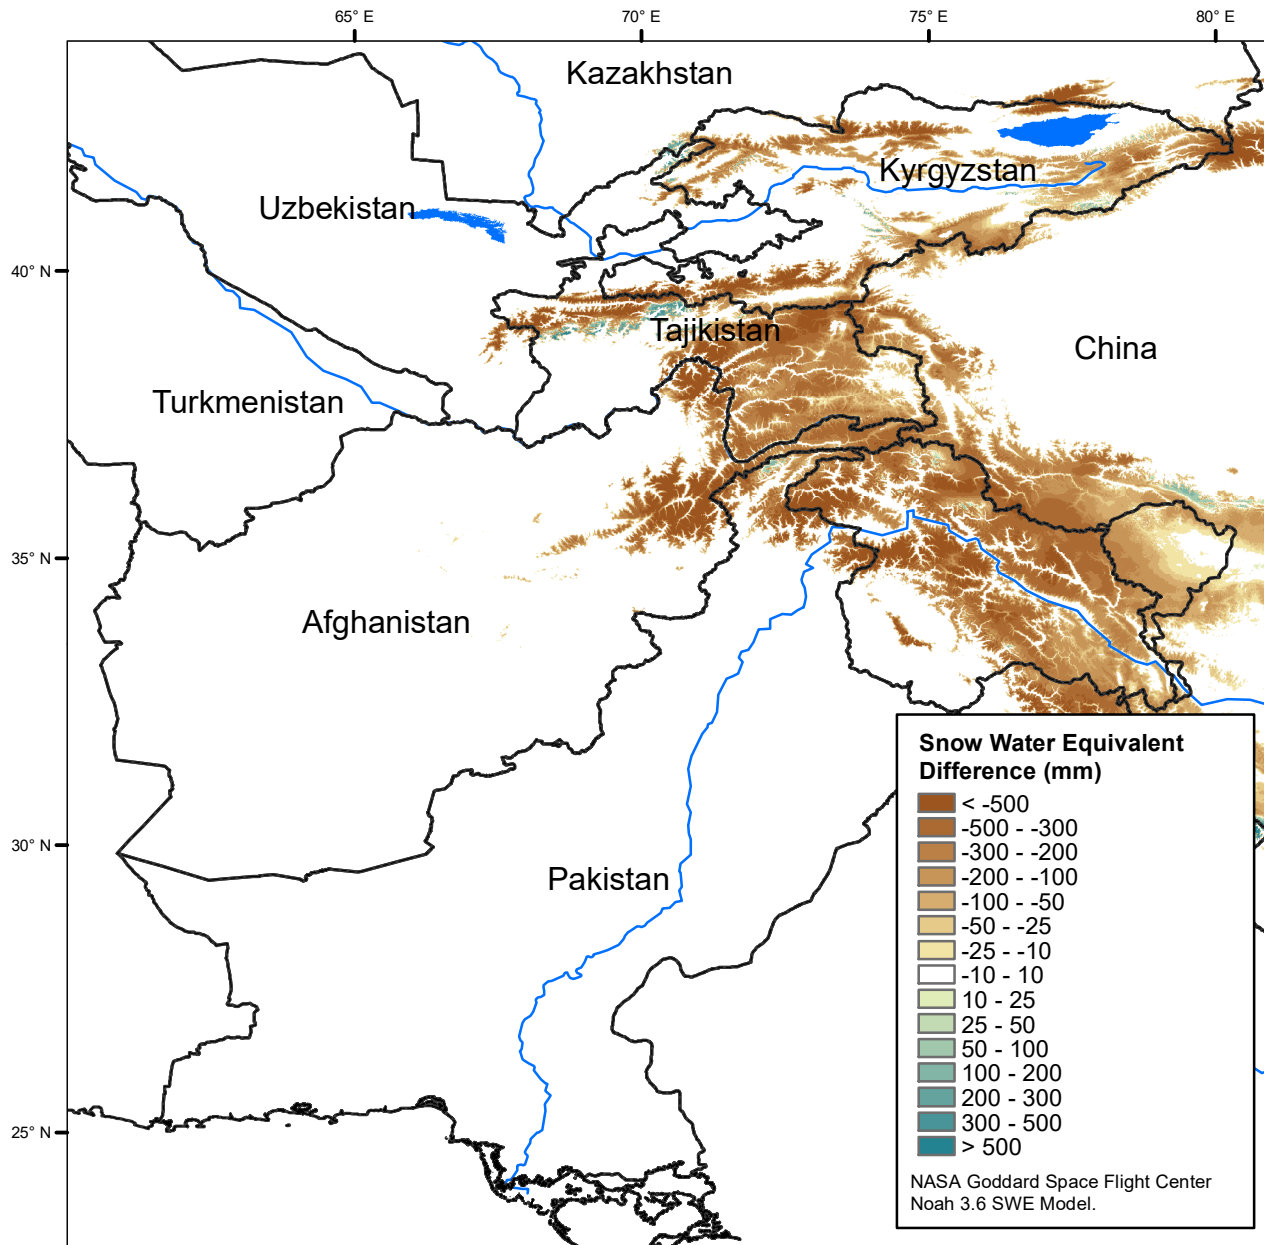 65° E
70° E
75° E
80° E
Kazakhstan
Kyrgyzstan
Uzbekistan
40° N
Tajikistan
China
Turkmenistan
35° N
Afghanistan
Snow Water Equivalent
Difference (mm)
< -500
-500 - -300
-300 - -200
-200 - -100
-100 - -50
-50 - -25
-25 - -10
-10 - 10
10 - 25
25 - 50
50 - 100
100 - 200
200 - 300
300 - 500
> 500
30° N
Pakistan
25° N
NASA Goddard Space Flight Center
Noah 3.6 SWE Model.